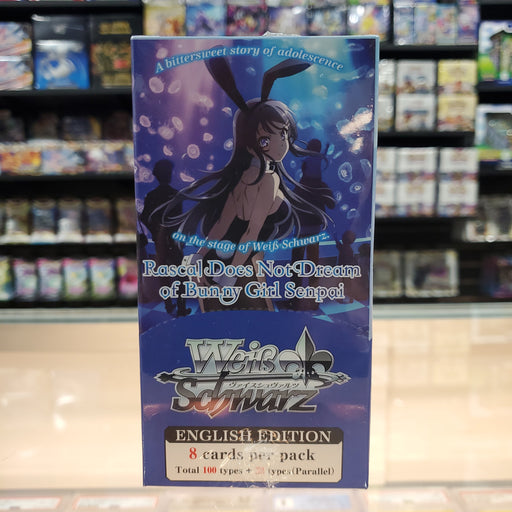 A bittersweet story of adolescence
on the stage of Weiß Schwarz.
Rascal Does Not Dream
of Bunny Girl Senpai
Weiß
ヴァイスシュヴァルツ
Schwarz
ENGLISH EDITION
8 cards per pack
Total 100 types + types(Parallel)